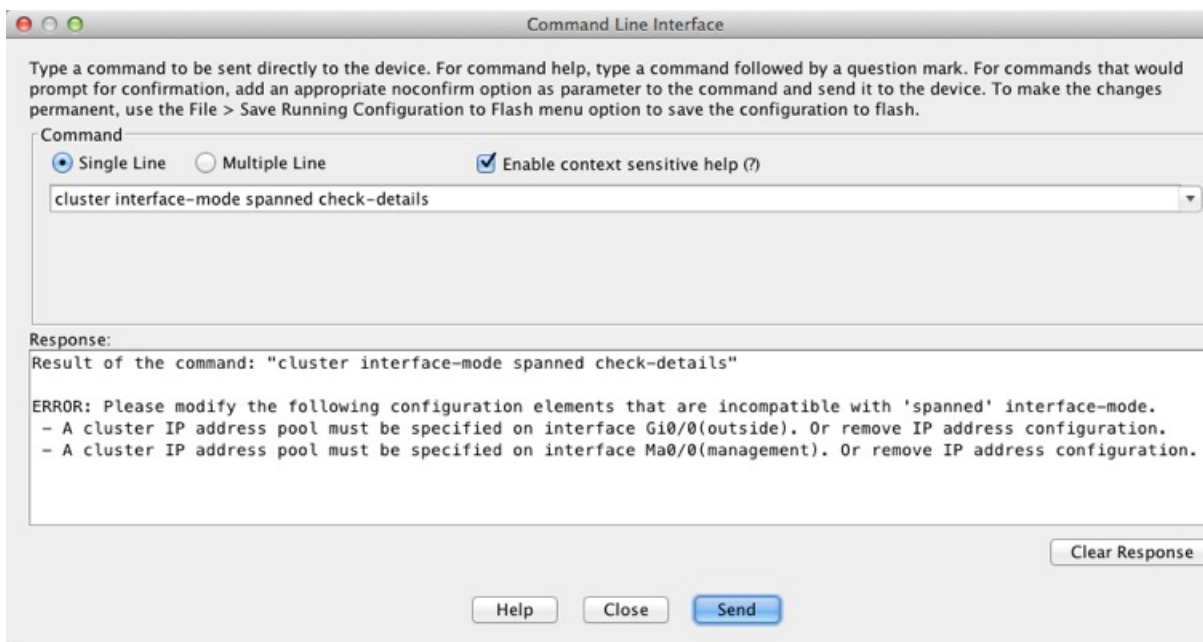 Command Line Interface
Type a command to be sent directly to the device. For command help, type a command followed by a question mark. For commands that would
prompt for confirmation, add an appropriate noconfirm option as parameter to the command and send it to the device. To make the changes
permanent, use the File > Save Running Configuration to Flash menu option to save the configuration to flash.
Command
Single Line Multiple Line Enable context sensitive help (?)
cluster interface-mode spanned check-details
Response:
Result of the command: "cluster interface-mode spanned check-details"
ERROR: Please modify the following configuration elements that are incompatible with 'spanned' interface-mode.
- A cluster IP address pool must be specified on interface Gi0/0(outside). Or remove IP address configuration.
- A cluster IP address pool must be specified on interface Ma0/0(management). Or remove IP address configuration.
Clear Response
Help Close Send